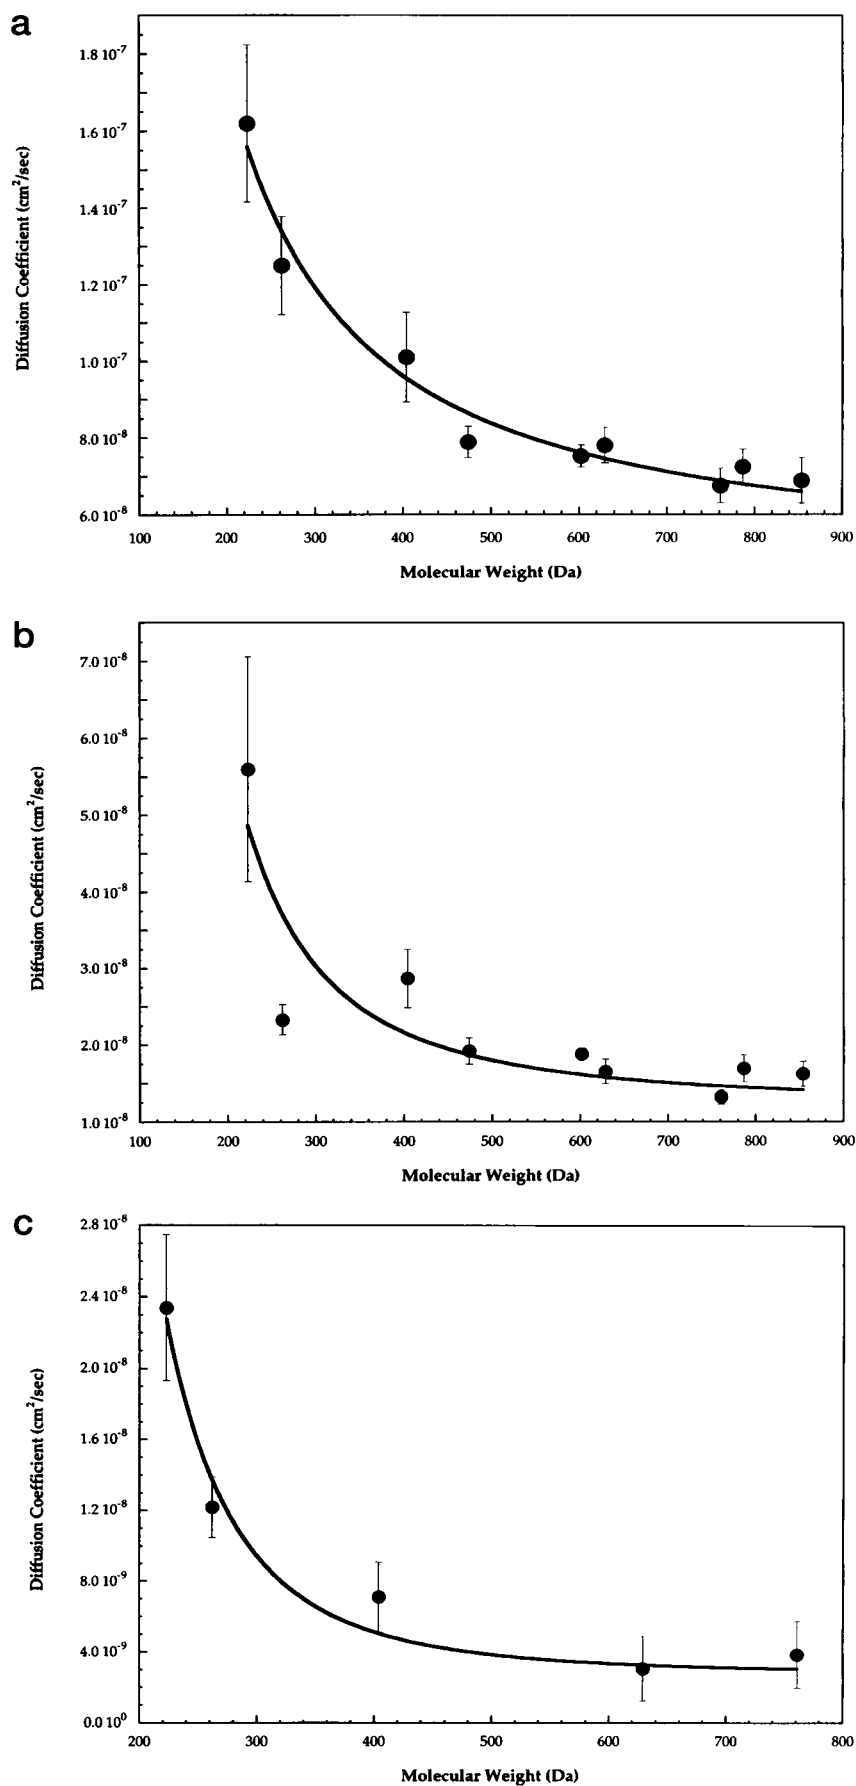 a
Diffusion Coefficient (cm²/sec)
1.8 10⁻⁷
1.6 10⁻⁷
1.4 10⁻⁷
1.2 10⁻⁷
1.0 10⁻⁷
8.0 10⁻⁸
6.0 10⁻⁸
100 200 300 400 500 600 700 800 900
Molecular Weight (Da)
b
Diffusion Coefficient (cm²/sec)
7.0 10⁻⁸
6.0 10⁻⁸
5.0 10⁻⁸
4.0 10⁻⁸
3.0 10⁻⁸
2.0 10⁻⁸
1.0 10⁻⁸
100 200 300 400 500 600 700 800 900
Molecular Weight (Da)
c
Diffusion Coefficient (cm²/sec)
2.8 10⁻⁸
2.4 10⁻⁸
2.0 10⁻⁸
1.6 10⁻⁸
1.2 10⁻⁸
8.0 10⁻⁹
4.0 10⁻⁹
0.0 10⁰
200 300 400 500 600 700 800
Molecular Weight (Da)